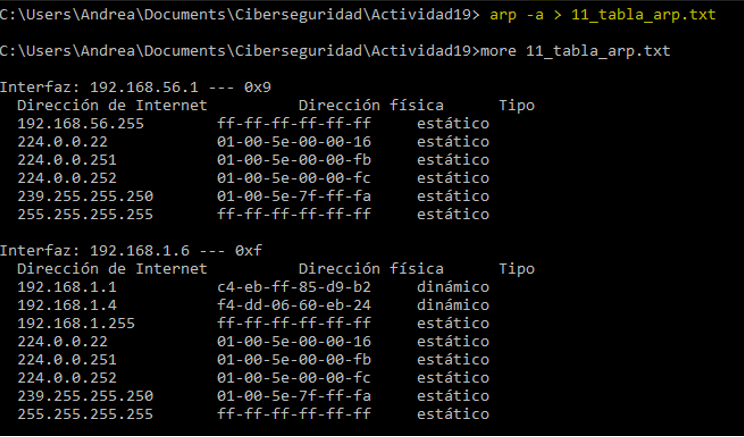 C:\Users\Andrea\Documents\Ciberseguridad\Actividad19> arp -a > 11_tabla_arp.txt
C:\Users\Andrea\Documents\Ciberseguridad\Actividad19>more 11_tabla_arp.txt
Interfaz: 192.168.56.1 --- 0x9
Dirección de Internet Dirección física Tipo
192.168.56.255 ff-ff-ff-ff-ff-ff estático
224.0.0.22 01-00-5e-00-00-16 estático
224.0.0.251 01-00-5e-00-00-fb estático
224.0.0.252 01-00-5e-00-00-fc estático
239.255.255.250 01-00-5e-7f-ff-fa estático
255.255.255.255 ff-ff-ff-ff-ff-ff estático
Interfaz: 192.168.1.6 --- 0xf
Dirección de Internet Dirección física Tipo
192.168.1.1 c4-eb-ff-85-d9-b2 dinámico
192.168.1.4 f4-dd-06-60-eb-24 dinámico
192.168.1.255 ff-ff-ff-ff-ff-ff estático
224.0.0.22 01-00-5e-00-00-16 estático
224.0.0.251 01-00-5e-00-00-fb estático
224.0.0.252 01-00-5e-00-00-fc estático
239.255.255.250 01-00-5e-7f-ff-fa estático
255.255.255.255 ff-ff-ff-ff-ff-ff estático